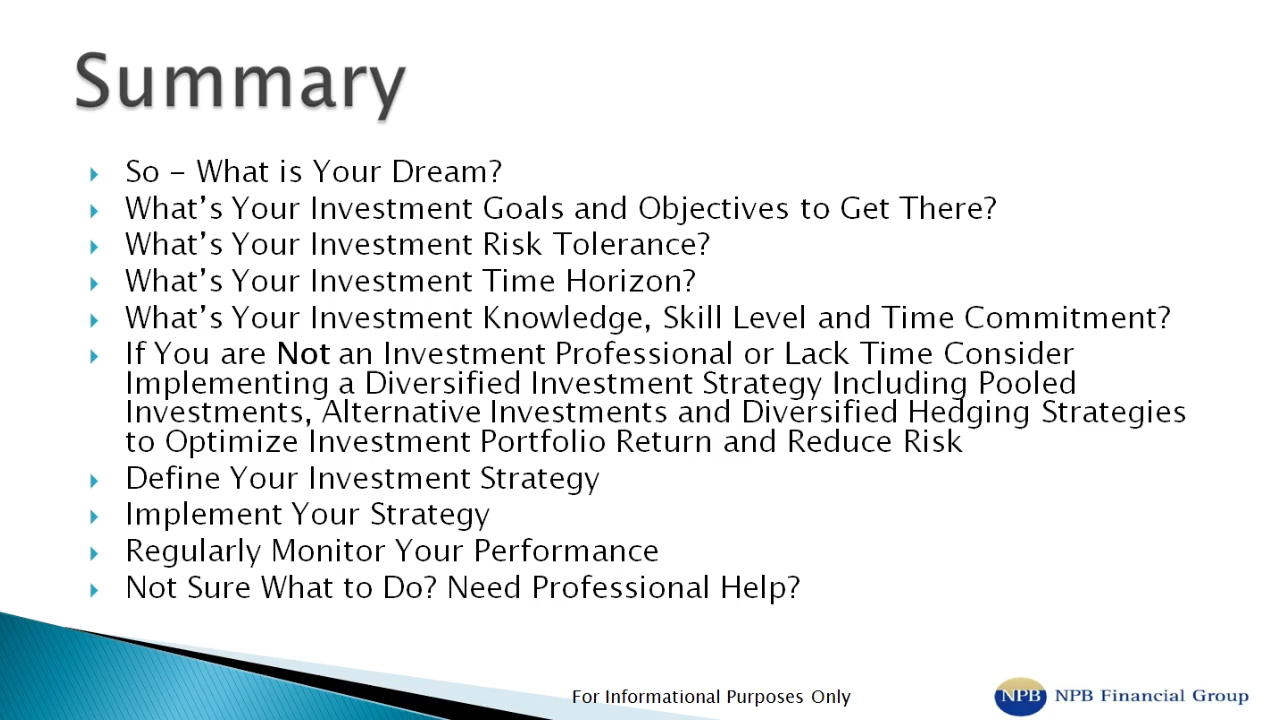 Summary
So - What is Your Dream?
What's Your Investment Goals and Objectives to Get There?
What's Your Investment Risk Tolerance?
What's Your Investment Time Horizon?
What's Your Investment Knowledge, Skill Level and Time Commitment?
If You are Not an Investment Professional or Lack Time Consider
Implementing a Diversified Investment Strategy Including Pooled
Investments, Alternative Investments and Diversified Hedging Strategies
to Optimize Investment Portfolio Return and Reduce Risk
Define Your Investment Strategy
Implement Your Strategy
Regularly Monitor Your Performance
Not Sure What to Do? Need Professional Help?
For Informational Purposes Only
NPB NPB Financial Group